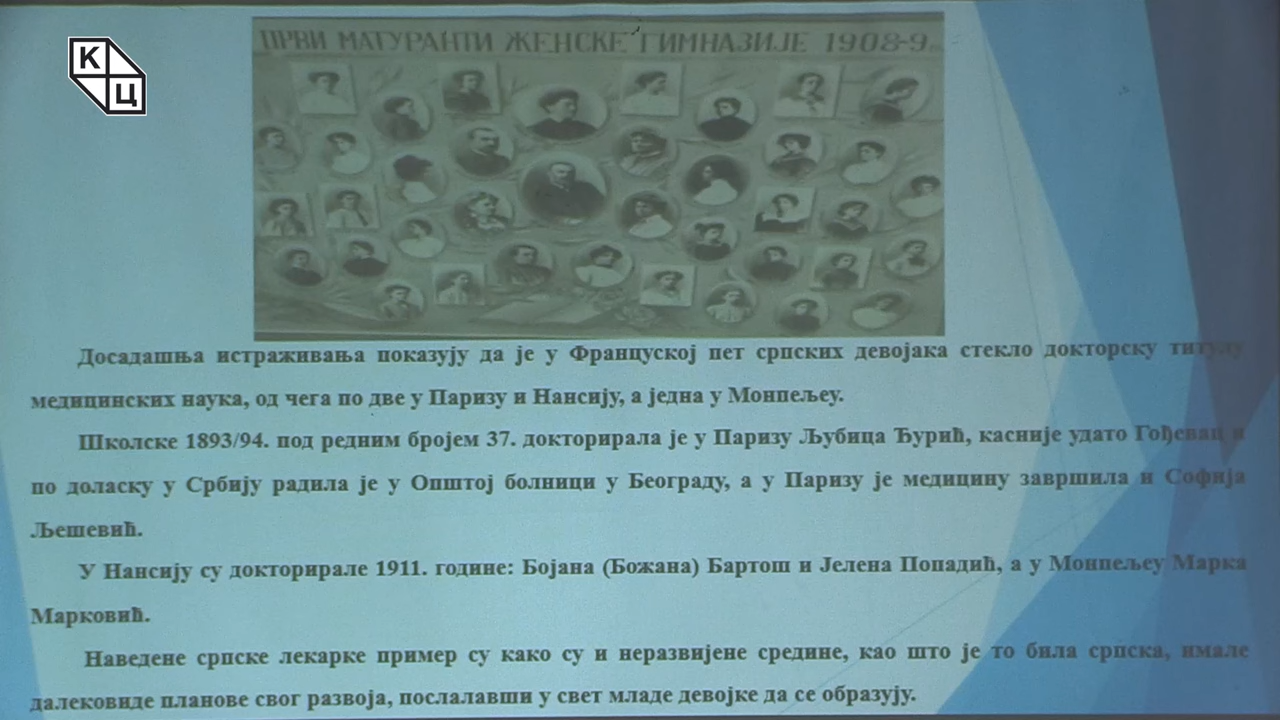 КЦ
ПРВИ МАТУРАНТИ ЖЕНСКЕ ГИМНАЗИЈЕ 1908-9
Досадашња истраживања показују да је у Француској пет српских девојака стекло докторску титулу
медицинских наука, од чега по две у Паризу и Нансију, а једна у Монпељеу.
Школске 1893/94. под редним бројем 37. докторирала је у Паризу Љубица Ђурић, касније удато Гођевац и
по доласку у Србију радила је у Општој болници у Београду, а у Паризу је медицину завршила и Софија
Љешевић.
У Нансију су докторирале 1911. године: Бојана (Божана) Бартош и Јелена Попадић, а у Монпељеу Марка
Марковић.
Наведене српске лекарке пример су како су и неразвијене средине, као што је то била српска, имале
далековиде планове свог развоја, послалавши у свет младе девојке да се образују.